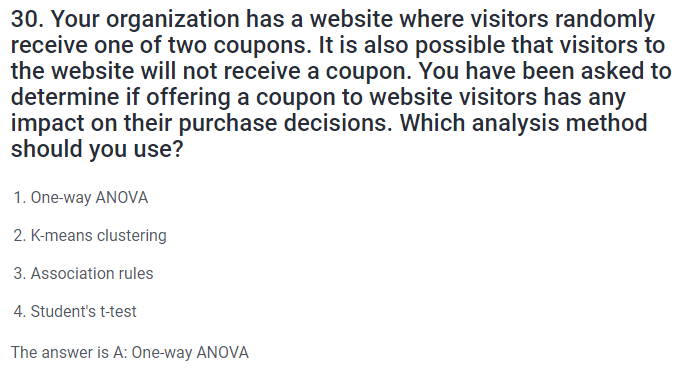 30. Your organization has a website where visitors randomly
receive one of two coupons. It is also possible that visitors to
the website will not receive a coupon. You have been asked to
determine if offering a coupon to website visitors has any
impact on their purchase decisions. Which analysis method
should you use?
1. One-way ANOVA
2. K-means clustering
3. Association rules
4. Student's t-test
The answer is A: One-way ANOVA